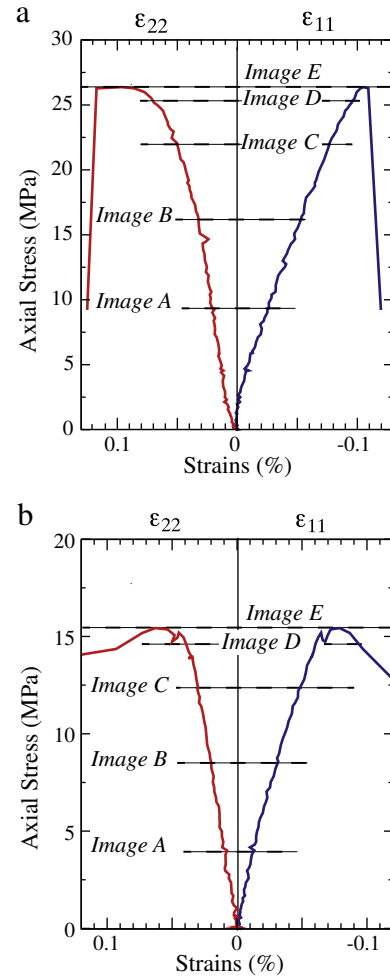 a
ε22 ε11
30
Image E
25
Image D
Image C
20
Image B
15
10
Image A
5
0
Axial Stress (MPa)
0.1 0 -0.1
Strains (%)
b
ε22 ε11
20
Image E
15
Image D
Image C
10
Image B
5
Image A
0
Axial Stress (MPa)
0.1 0 -0.1
Strains (%)